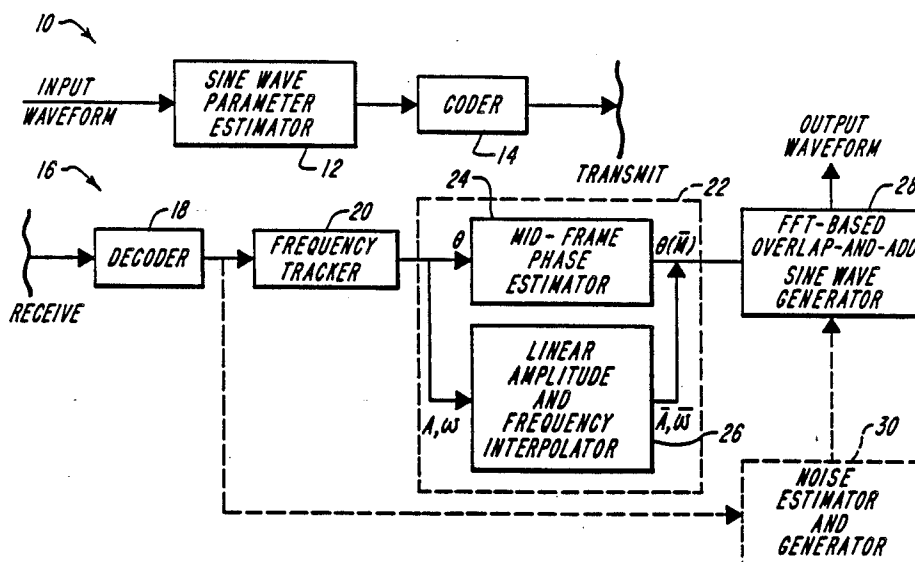 10
INPUT
WAVEFORM
SINE WAVE
PARAMETER
ESTIMATOR
12
CODER
14
TRANSMIT
OUTPUT
WAVEFORM
16
RECEIVE
DECODER
18
FREQUENCY
TRACKER
20
22
24
θ
MID-FRAME
PHASE
ESTIMATOR
θ(M̅)
A, ω
LINEAR
AMPLITUDE
AND
FREQUENCY
INTERPOLATOR
26
A̅, ω̅
28
FFT-BASED
OVERLAP-AND-ADD
SINE WAVE
GENERATOR
30
NOISE
ESTIMATOR
AND
GENERATOR